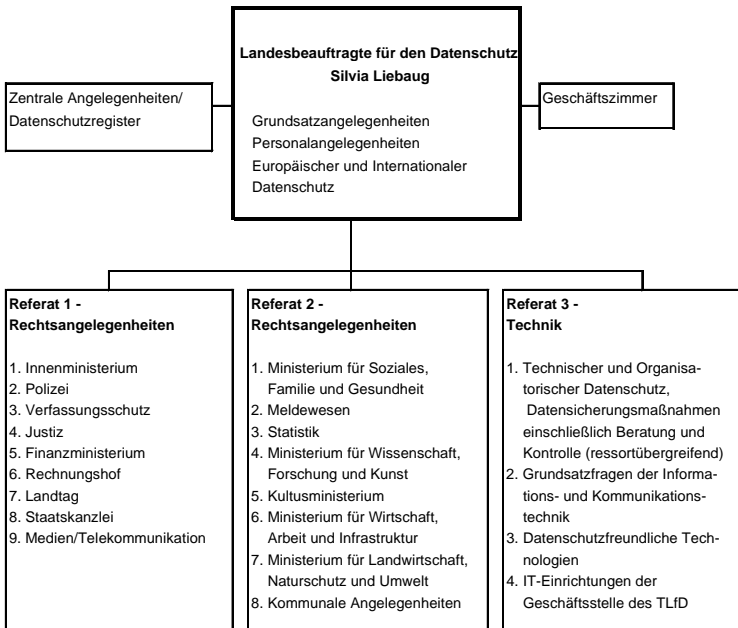 Landesbeauftragte für den Datenschutz
Silvia Liebaug
Grundsatzangelegenheiten
Personalangelegenheiten
Europäischer und Internationaler
Datenschutz
Zentrale Angelegenheiten/
Datenschutzregister
Geschäftszimmer
Referat 1 -
Rechtsangelegenheiten
1. Innenministerium
2. Polizei
3. Verfassungsschutz
4. Justiz
5. Finanzministerium
6. Rechnungshof
7. Landtag
8. Staatskanzlei
9. Medien/Telekommunikation
Referat 2 -
Rechtsangelegenheiten
1. Ministerium für Soziales,
Familie und Gesundheit
2. Meldewesen
3. Statistik
4. Ministerium für Wissenschaft,
Forschung und Kunst
5. Kultusministerium
6. Ministerium für Wirtschaft,
Arbeit und Infrastruktur
7. Ministerium für Landwirtschaft,
Naturschutz und Umwelt
8. Kommunale Angelegenheiten
Referat 3 -
Technik
1. Technischer und Organisa-
torischer Datenschutz,
Datensicherungsmaßnahmen
einschließlich Beratung und
Kontrolle (ressortübergreifend)
2. Grundsatzfragen der Informa-
tions- und Kommunikations-
technik
3. Datenschutzfreundliche Tech-
nologien
4. IT-Einrichtungen der
Geschäftsstelle des TLfD